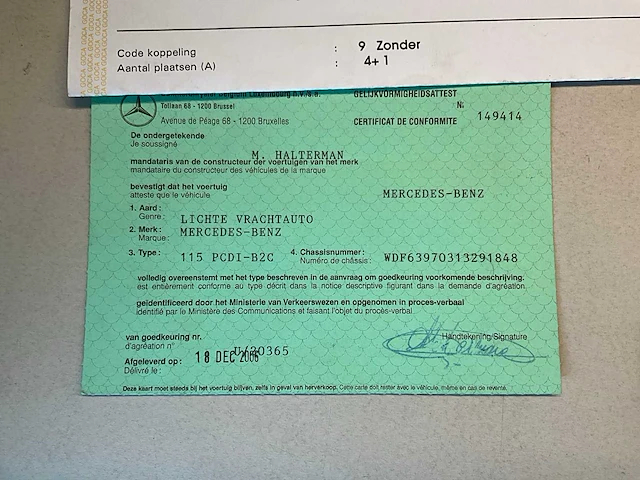 Code koppeling : 9 Zonder
Aantal plaatsen (A) : 4+1
GELIJKVORMIGHEIDSATTEST
Tollaan 68 - 1200 Brussel
Nº
Avenue de Péage 68 - 1200 Bruxelles
CERTIFICAT DE CONFORMITE 149414
De ondergetekende
Je soussigné
M. HALTERMAN
mandataris van de constructeur der voertuigen van het merk
mandataire du constructeur des véhicules de la marque
bevestigt dat het voertuig
atteste que le véhicule
MERCEDES-BENZ
1. Aard :
Genre : LICHTE VRACHTAUTO
2. Merk : MERCEDES-BENZ
Marque :
3. Type : 115 PCDI-B2C 4. Chassisnummer : WDF63970313291848
Numéro de châssis :
volledig overeenstemt met het type beschreven in de aanvraag om goedkeuring voorkomende beschrijving.
est entièrement conforme au type décrit dans la notice descriptive figurant dans la demande d'agréation.
geïdentificeerd door het Ministerie van Verkeerswezen en opgenomen in proces-verbaal
identifié par le Ministère des Communications et faisant l'objet du procès-verbal
van goedkeuring nr.
d'agréation n°
Handtekening/Signature
Afgeleverd op : 18 DEC 2006
Délivré le :
Deze kaart moet steeds bij het voertuig blijven, zelfs in geval van herverkoop. Cette carte doit rester avec le véhicule, même en cas de revente.